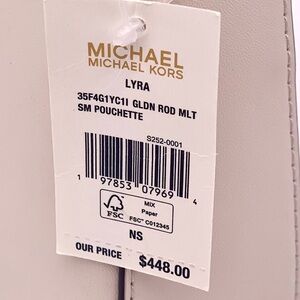 MICHAEL
MICHAEL KORS
LYRA
35F4G1YC1I GLDN ROD MLT
SM POUCHETTE
S252-0001
1 97853 07969 4
FSC
MIX
Paper
FSC™ C012345
NS
OUR PRICE $448.00